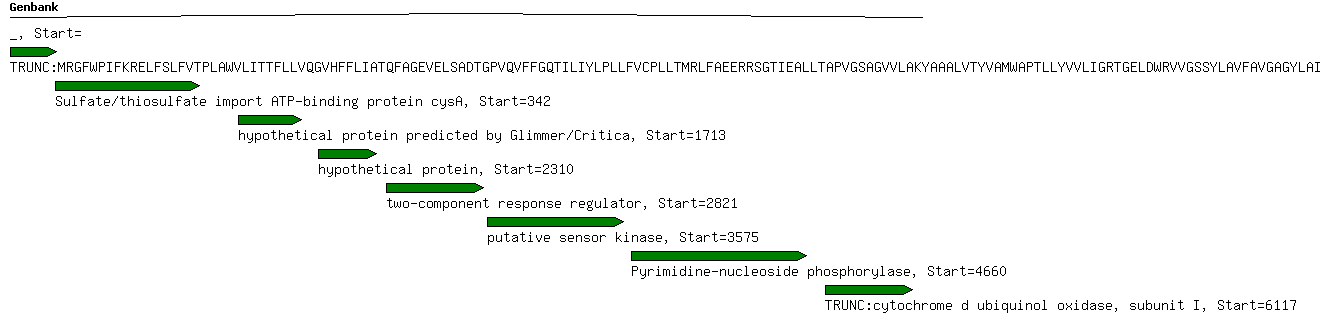 Genbank
_, Start=
TRUNC:MRGFWPIFKRELFSLFVTPLAWVLITTFLLVQGVHFFLIATQFAGEVELSADTGPVQVFFGQTILIYLPLLFVCPLLTMRLFAEERRSGTIEALLTAPVGSAGVVLAKYAAALVTYVAMWAPTLLYVVLIGRTGELDWRVVGSSYLAVFAVGAGYLAI
Sulfate/thiosulfate import ATP-binding protein cysA, Start=342
hypothetical protein predicted by Glimmer/Critica, Start=1713
hypothetical protein, Start=2310
two-component response regulator, Start=2821
putative sensor kinase, Start=3575
Pyrimidine-nucleoside phosphorylase, Start=4660
TRUNC:cytochrome d ubiquinol oxidase, subunit I, Start=6117